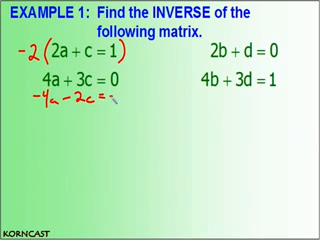 EXAMPLE 1: Find the INVERSE of the
following matrix.
-2(2a + c = 1) 2b + d = 0
4a + 3c = 0 4b + 3d = 1
-4a - 2c = -
KORNCAST